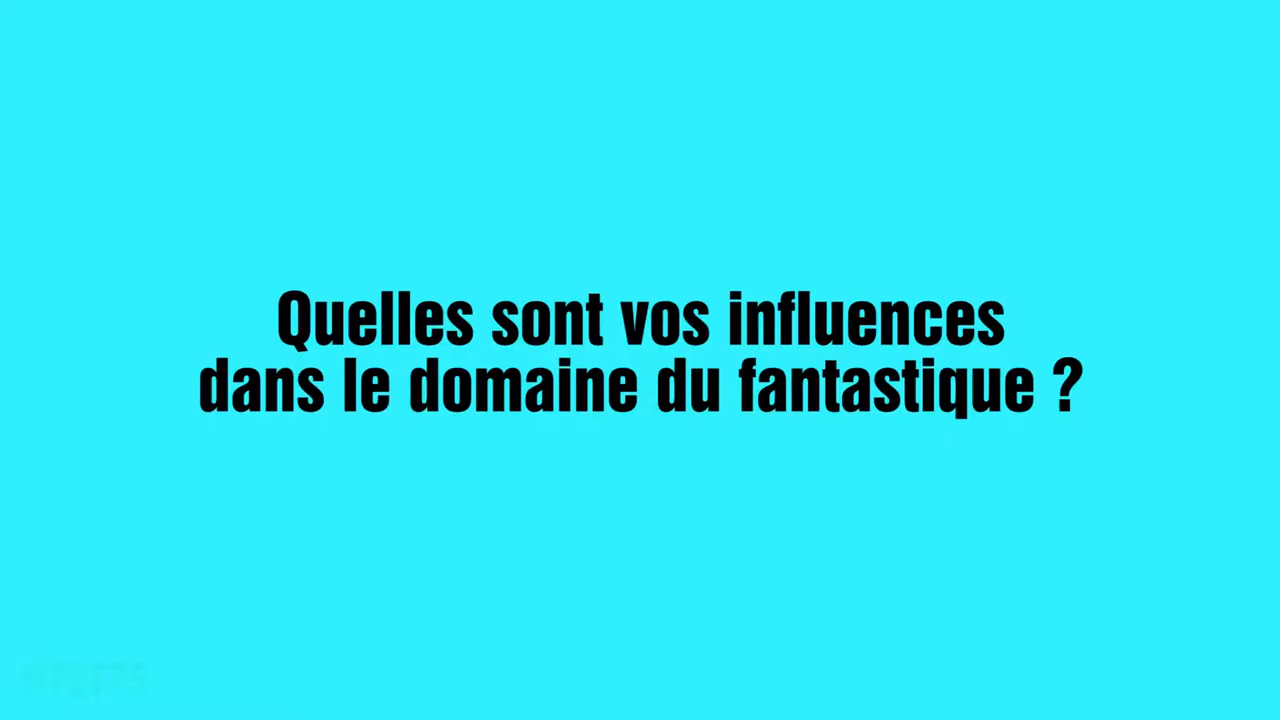 Quelles sont vos influences
dans le domaine du fantastique ?